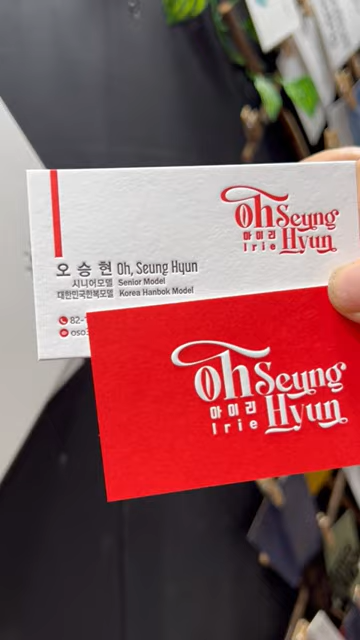 Oh Seung
아이리 Hyun
Irie
오 승 현 Oh, Seung Hyun
시니어모델 Senior Model
대한민국한복모델 Korea Hanbok Model
82-
oso
Oh Seung
아이리 Hyun
Irie